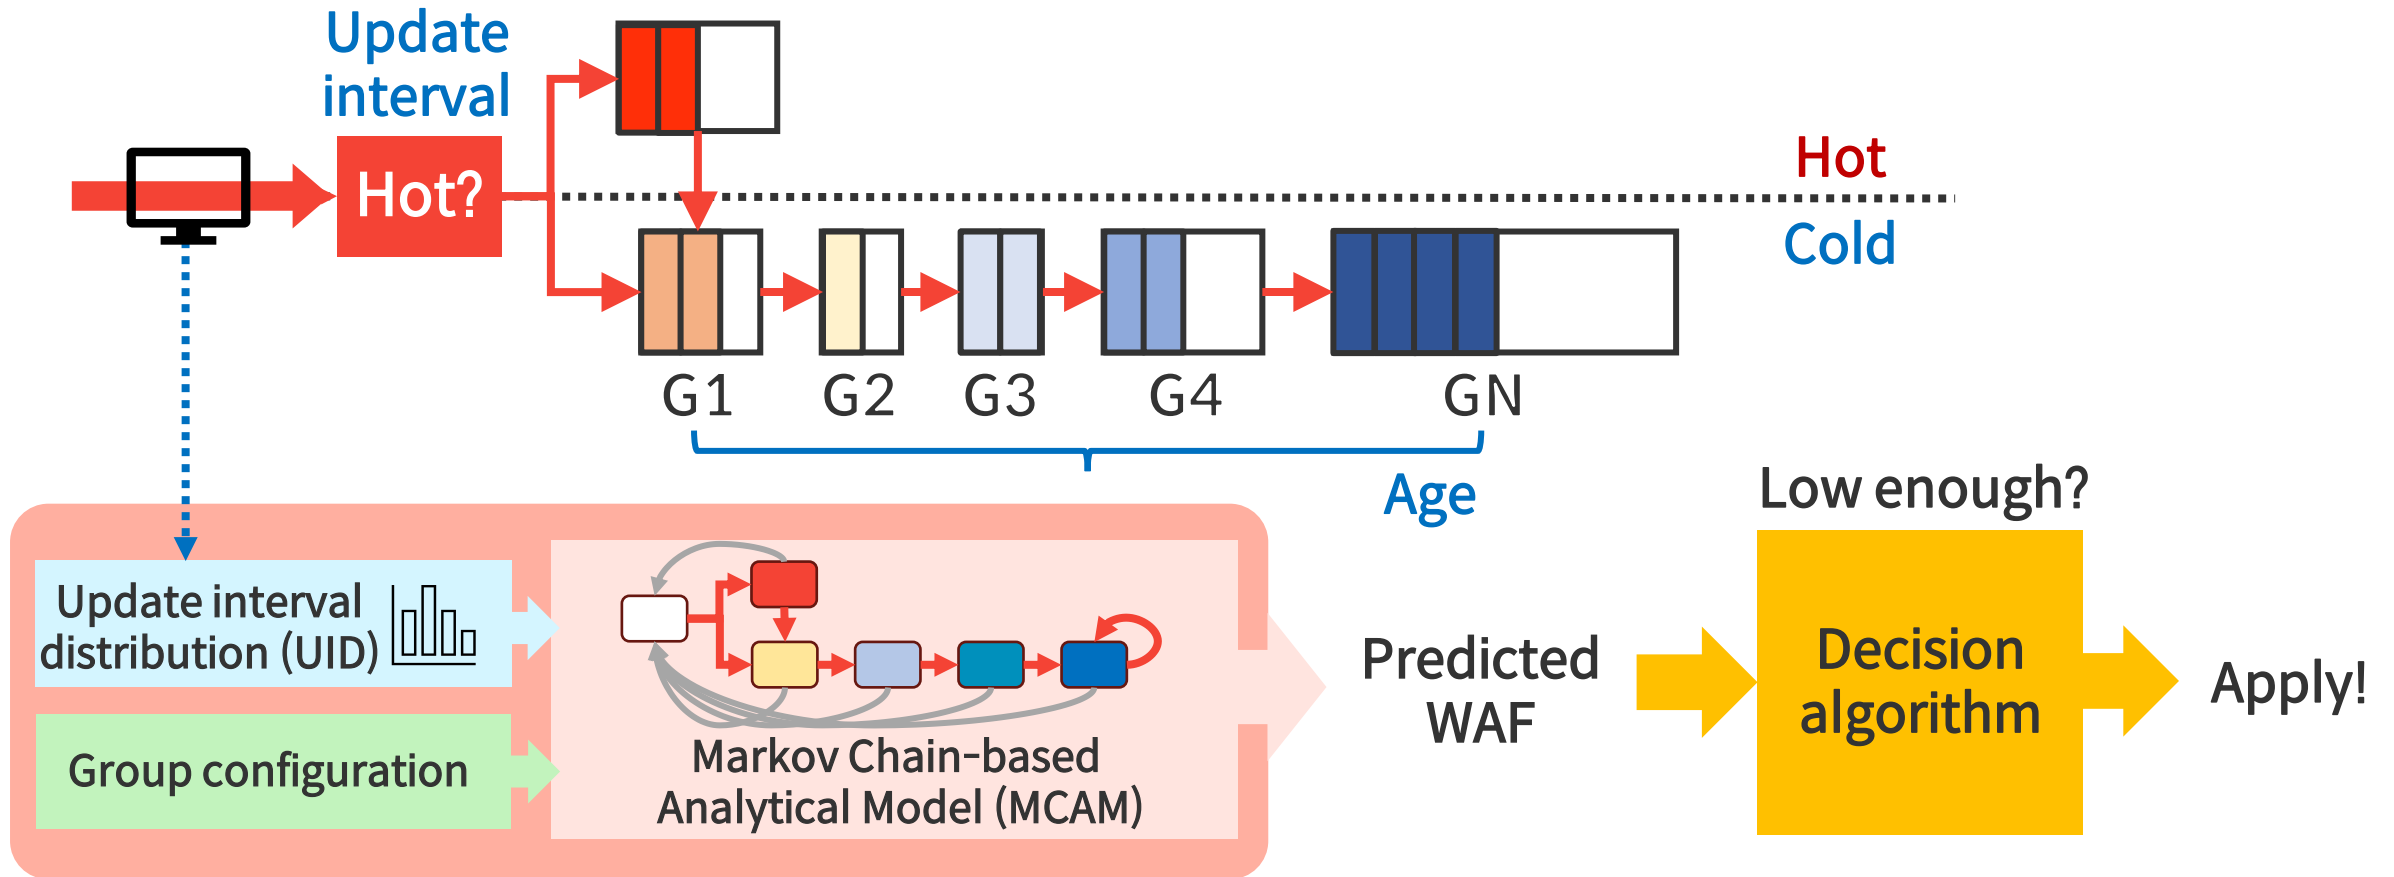 Update
interval
Hot?
Hot
Cold
G1
G2
G3
G4
GN
Age
Update interval
distribution (UID)
Group configuration
Markov Chain-based
Analytical Model (MCAM)
Predicted
WAF
Low enough?
Decision
algorithm
Apply!